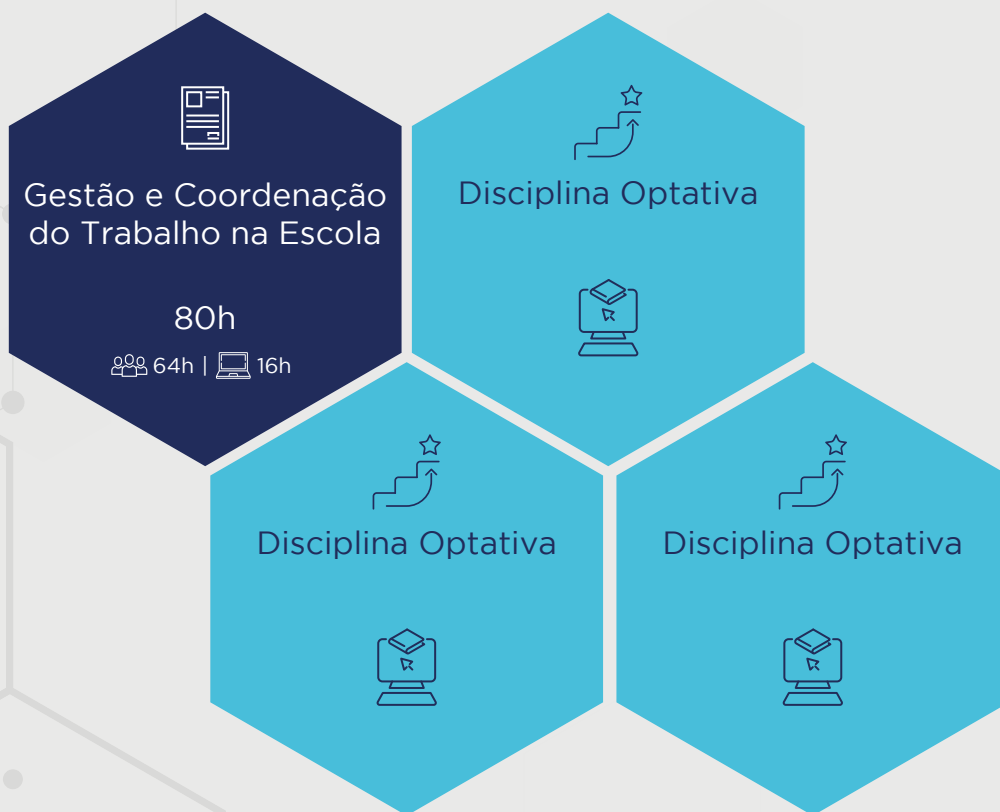 Gestão e Coordenação
do Trabalho na Escola
80h
64h | 16h
Disciplina Optativa
Disciplina Optativa
Disciplina Optativa